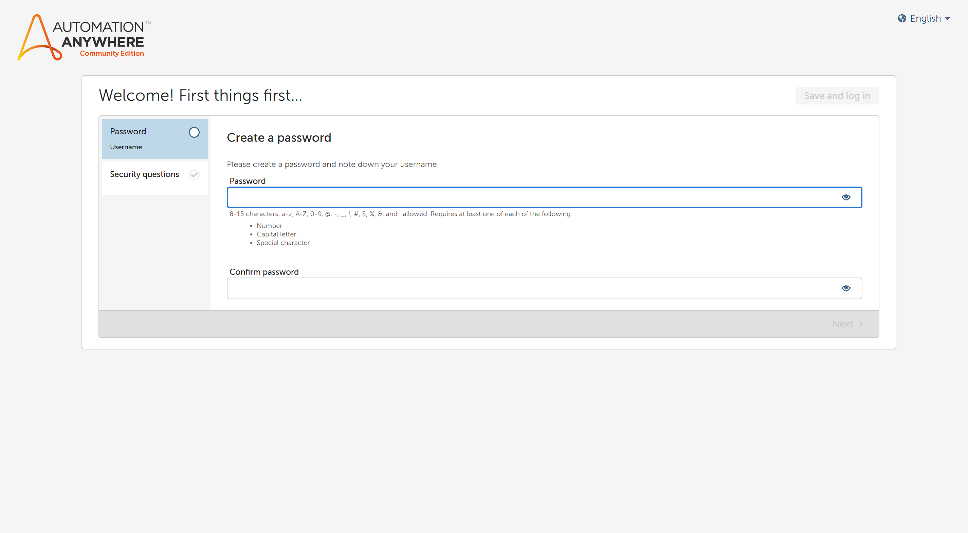 AUTOMATION™
ANYWHERE
Community Edition
English
Welcome! First things first...
Save and log in
Password
Username
Security questions
Create a password
Please create a password and note down your username
Password
8-15 characters; a-z, A-Z, 0-9, @, -, _, !, #, $, %, &, and . allowed. Requires at least one of each of the following:
• Number
• Capital letter
• Special character
Confirm password
Next >